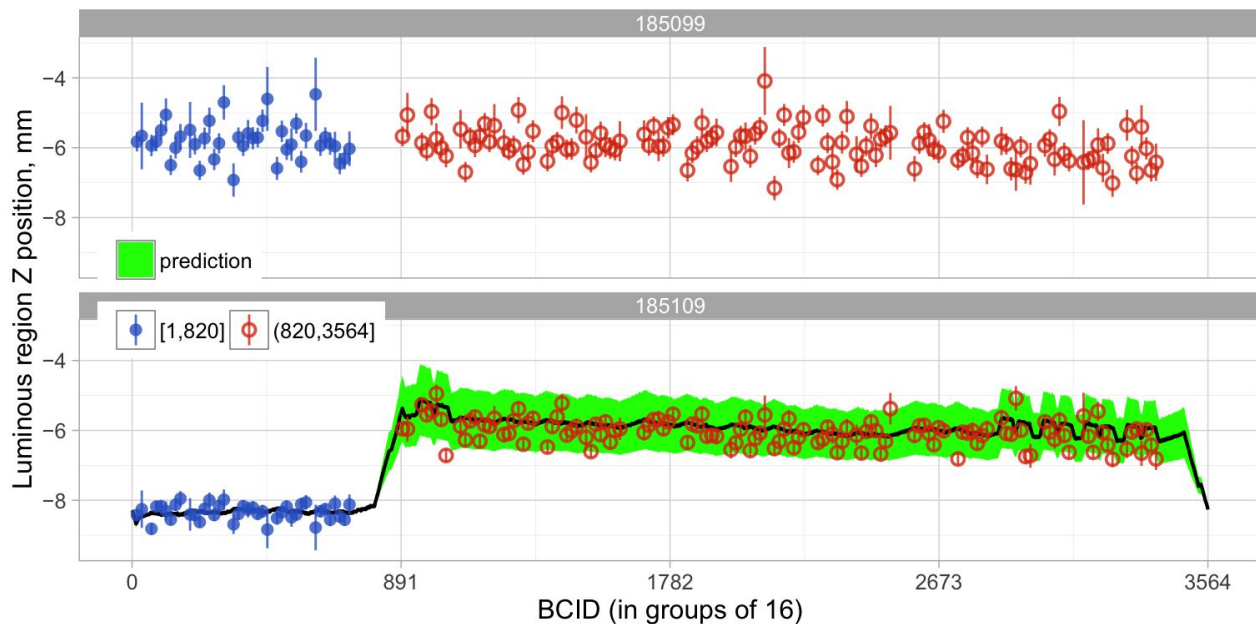 185099
−4
−6
−8
prediction
185109
[1,820] (820,3564]
−4
−6
−8
0 891 1782 2673 3564
BCID (in groups of 16)
Luminous region Z position, mm